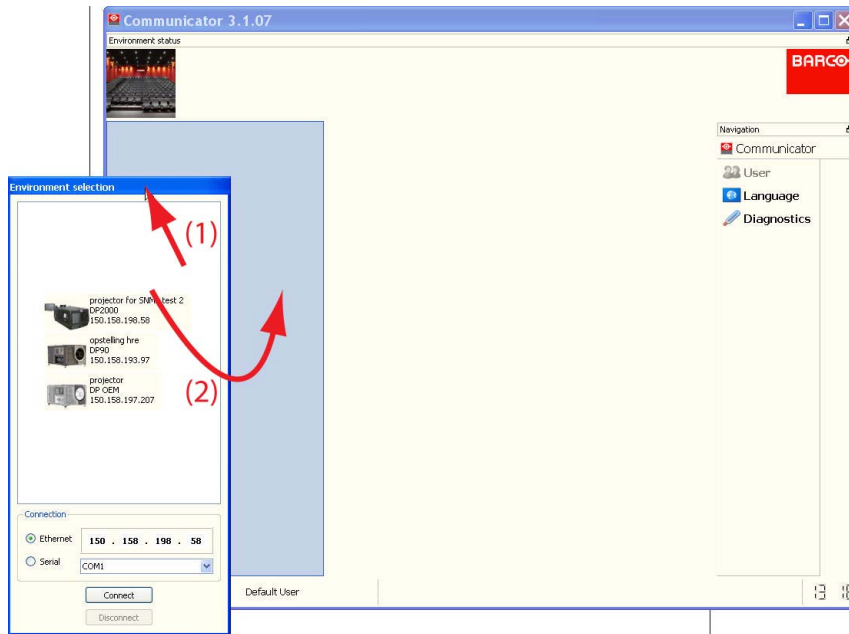 Communicator 3.1.07
Environment status
BARCO
Navigation
Communicator
User
Language
Diagnostics
Environment selection
(1)
projector for SNMP test 2
DP2000
150.158.198.58
opstelling hre
DP90
150.158.193.97
projector
DP OEM
150.158.197.207
(2)
Connection
Ethernet
150 . 158 . 198 . 58
Serial
COM1
Connect
Disconnect
Default User
13